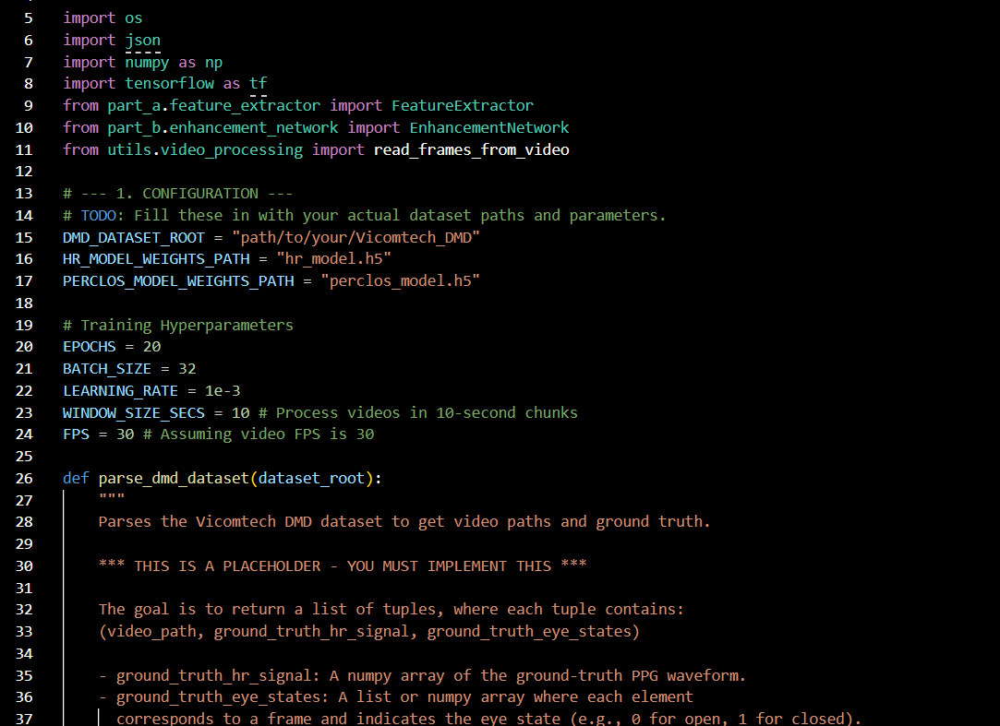 5 import os
6 import json
7 import numpy as np
8 import tensorflow as tf
9 from part_a.feature_extractor import FeatureExtractor
10 from part_b.enhancement_network import EnhancementNetwork
11 from utils.video_processing import read_frames_from_video
12
13 # --- 1. CONFIGURATION ---
14 # TODO: Fill these in with your actual dataset paths and parameters.
15 DMD_DATASET_ROOT = "path/to/your/Vicomtech_DMD"
16 HR_MODEL_WEIGHTS_PATH = "hr_model.h5"
17 PERCLOS_MODEL_WEIGHTS_PATH = "perclos_model.h5"
18
19 # Training Hyperparameters
20 EPOCHS = 20
21 BATCH_SIZE = 32
22 LEARNING_RATE = 1e-3
23 WINDOW_SIZE_SECS = 10 # Process videos in 10-second chunks
24 FPS = 30 # Assuming video FPS is 30
25
26 def parse_dmd_dataset(dataset_root):
27     """
28     Parses the Vicomtech DMD dataset to get video paths and ground truth.
29
30     *** THIS IS A PLACEHOLDER - YOU MUST IMPLEMENT THIS ***
31
32     The goal is to return a list of tuples, where each tuple contains:
33     (video_path, ground_truth_hr_signal, ground_truth_eye_states)
34
35     - ground_truth_hr_signal: A numpy array of the ground-truth PPG waveform.
36     - ground_truth_eye_states: A list or numpy array where each element
37       corresponds to a frame and indicates the eye state (e.g., 0 for open, 1 for closed).